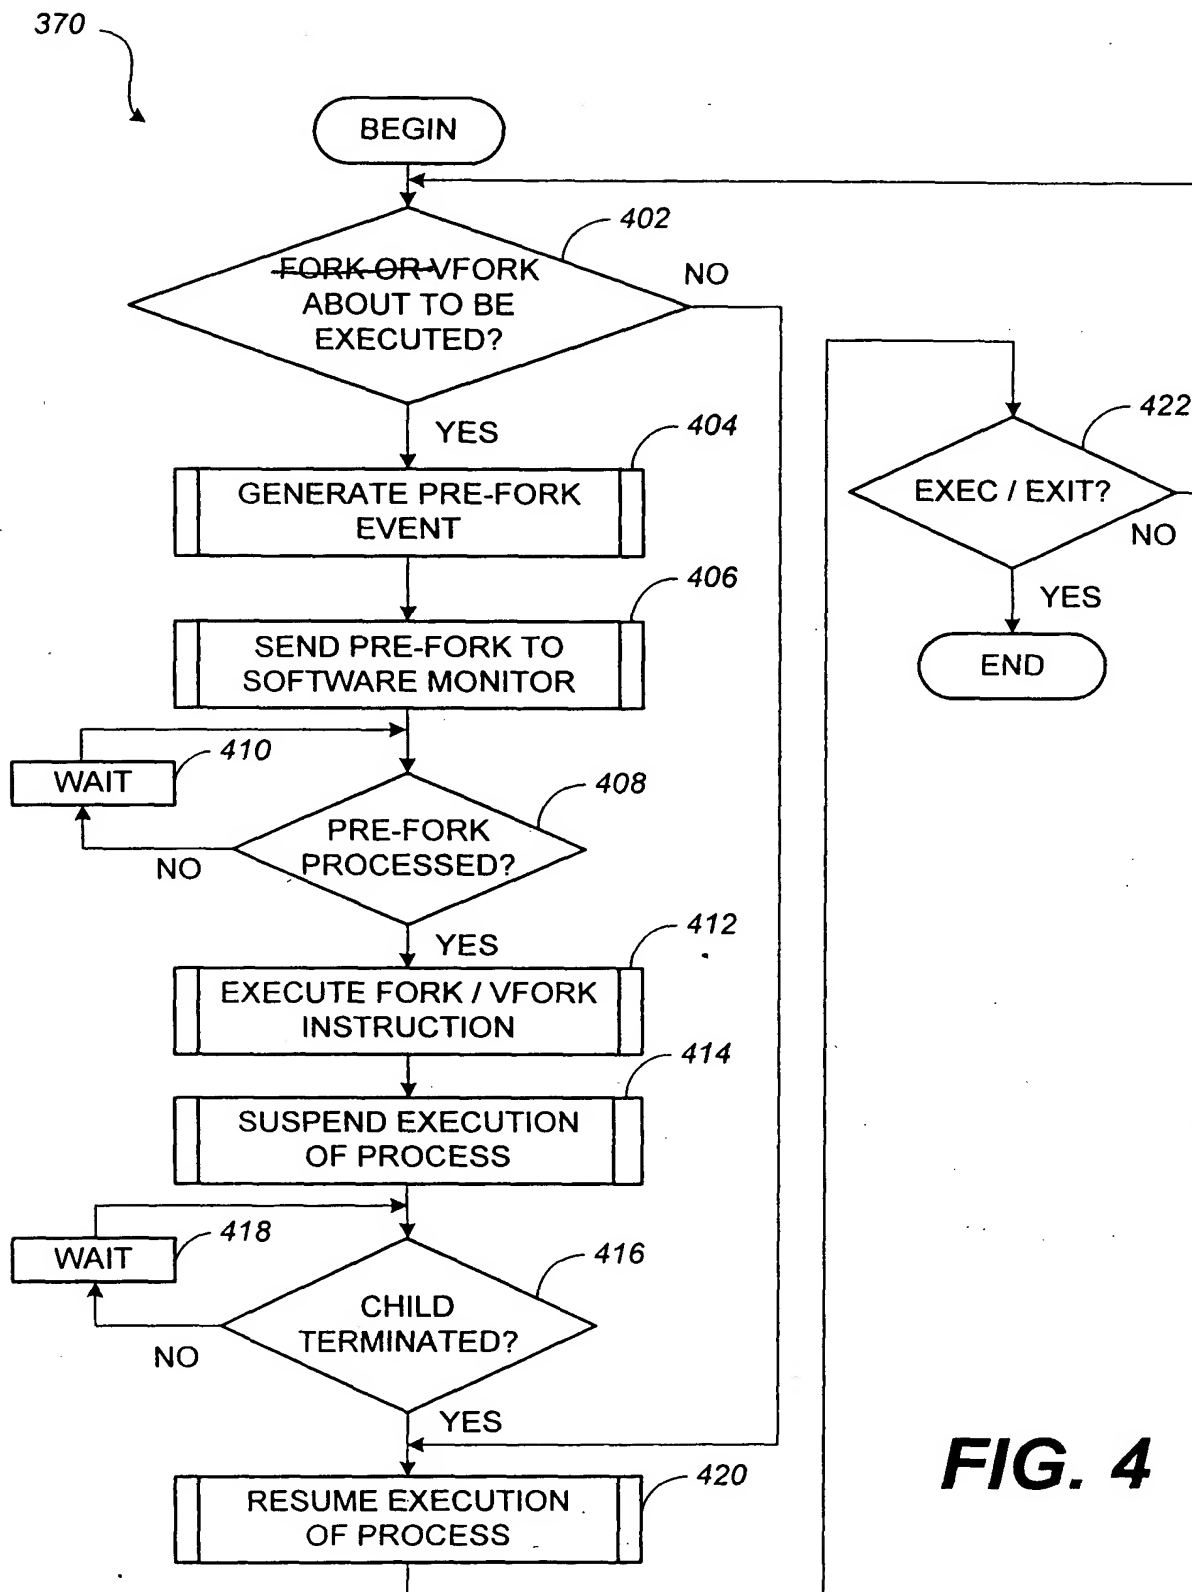 370
BEGIN
402
FORK OR VFORK
ABOUT TO BE
EXECUTED?
NO
YES
404
GENERATE PRE-FORK
EVENT
406
SEND PRE-FORK TO
SOFTWARE MONITOR
410
WAIT
408
PRE-FORK
PROCESSED?
NO
YES
412
EXECUTE FORK / VFORK
INSTRUCTION
414
SUSPEND EXECUTION
OF PROCESS
418
WAIT
416
CHILD
TERMINATED?
NO
YES
420
RESUME EXECUTION
OF PROCESS
422
EXEC / EXIT?
NO
YES
END
FIG. 4